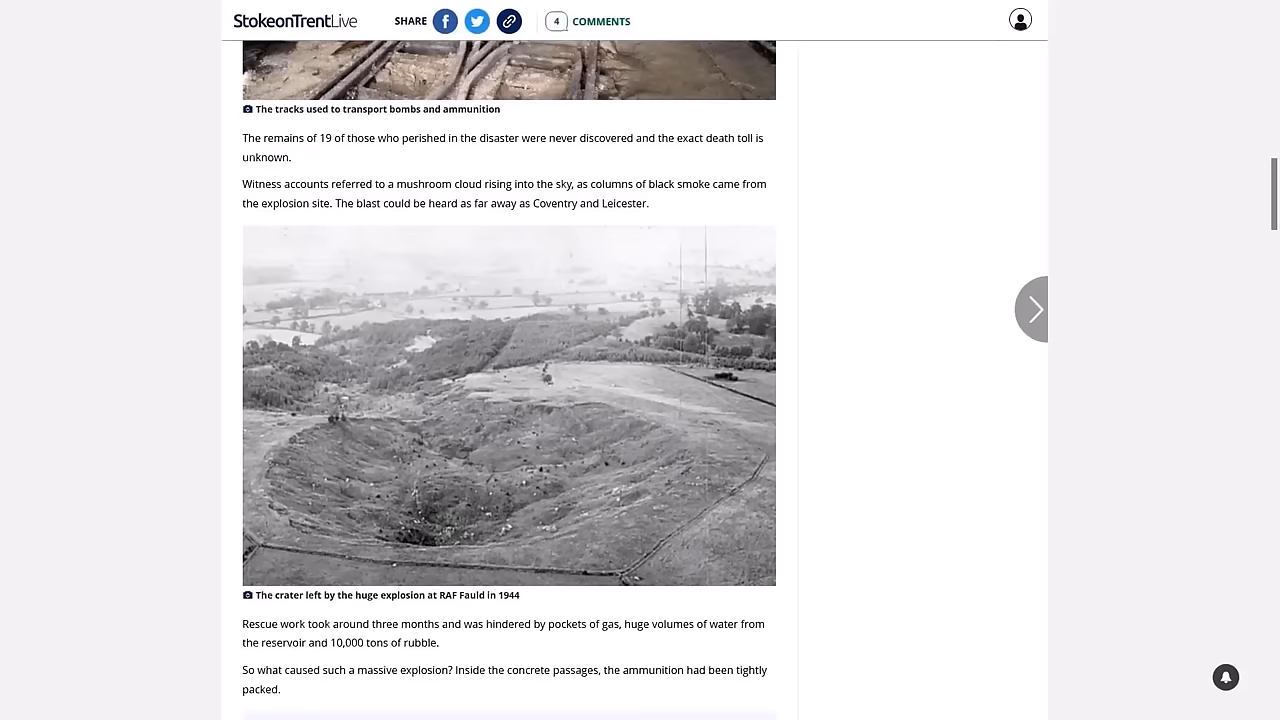 StokeonTrentLive SHARE 4 COMMENTS
The tracks used to transport bombs and ammunition
The remains of 19 of those who perished in the disaster were never discovered and the exact death toll is
unknown.
Witness accounts referred to a mushroom cloud rising into the sky, as columns of black smoke came from
the explosion site. The blast could be heard as far away as Coventry and Leicester.
The crater left by the huge explosion at RAF Fauld in 1944
Rescue work took around three months and was hindered by pockets of gas, huge volumes of water from
the reservoir and 10,000 tons of rubble.
So what caused such a massive explosion? Inside the concrete passages, the ammunition had been tightly
packed.